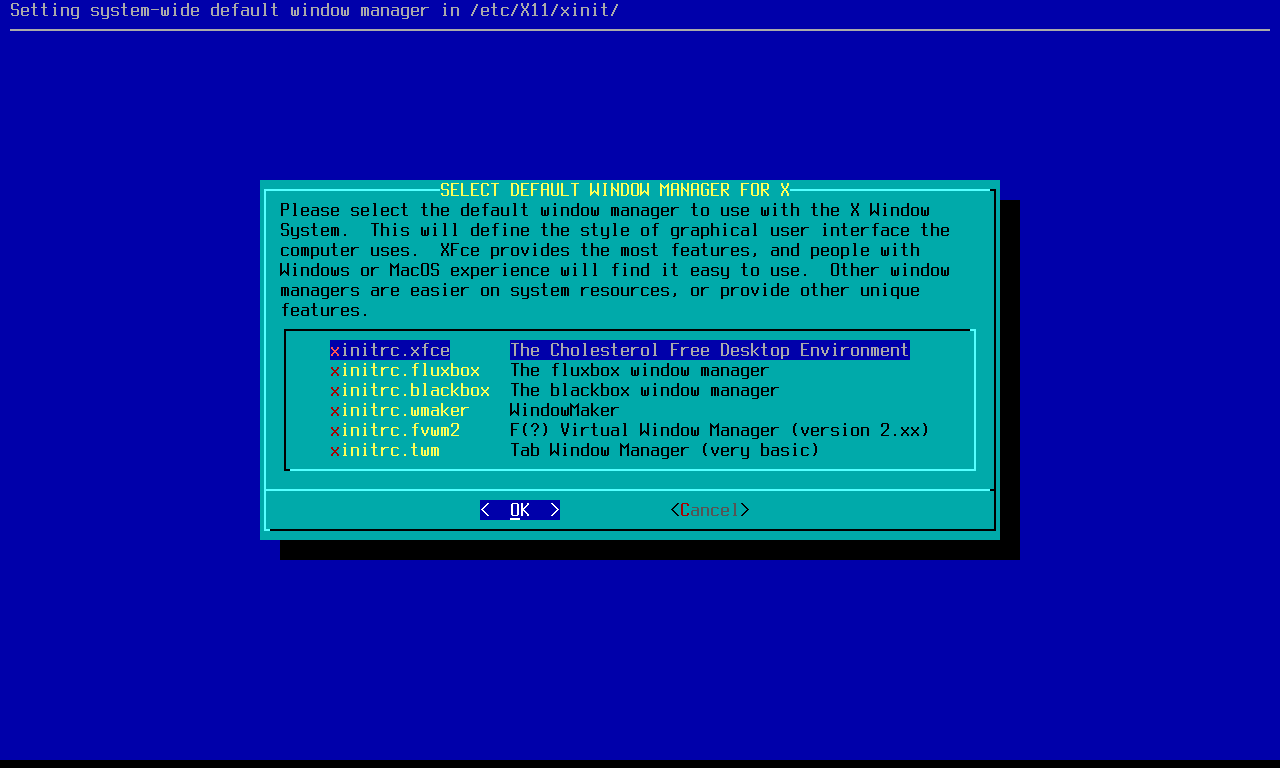 Setting system-wide default window manager in /etc/X11/xinit/
SELECT DEFAULT WINDOW MANAGER FOR X
Please select the default window manager to use with the X Window
System.  This will define the style of graphical user interface the
computer uses.  XFce provides the most features, and people with
Windows or MacOS experience will find it easy to use.  Other window
managers are easier on system resources, or provide other unique
features.
xinitrc.xfce      The Cholesterol Free Desktop Environment
xinitrc.fluxbox   The fluxbox window manager
xinitrc.blackbox  The blackbox window manager
xinitrc.wmaker    WindowMaker
xinitrc.fvwm2     F(?) Virtual Window Manager (version 2.xx)
xinitrc.twm       Tab Window Manager (very basic)
<  OK  >           <Cancel>